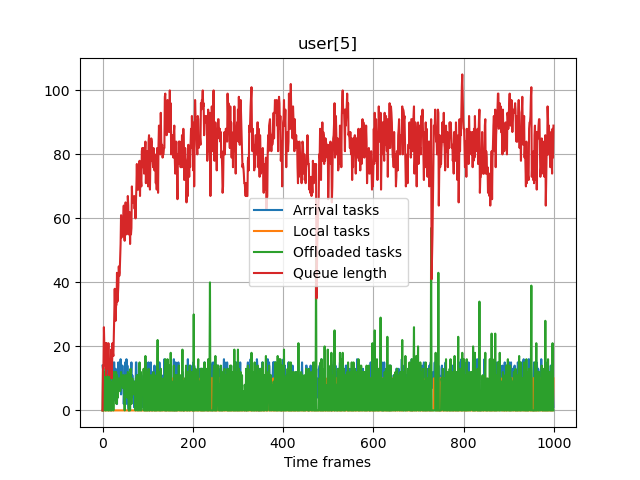 user[5]
100
80
60
40
20
0
Arrival tasks
Local tasks
Offloaded tasks
Queue length
0 200 400 600 800 1000
Time frames